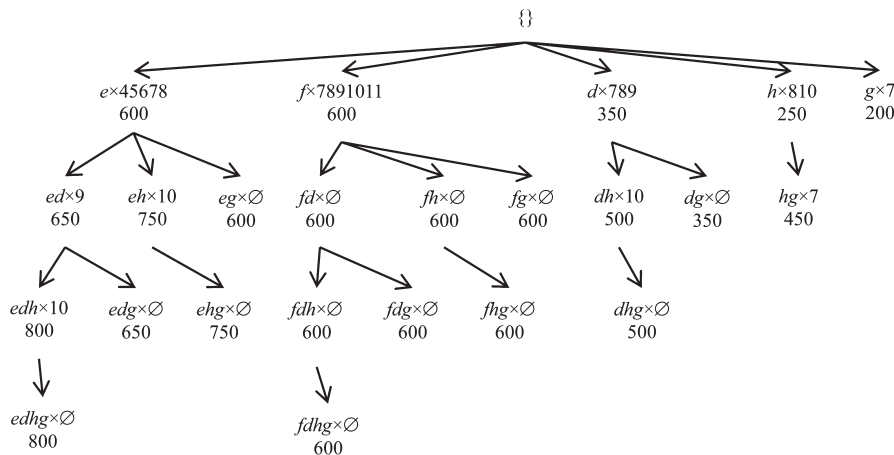 {}
e×45678 f×7891011 d×789 h×810 g×7
600 600 350 250 200
ed×9 eh×10 eg×∅ fd×∅ fh×∅ fg×∅ dh×10 dg×∅ hg×7
650 750 600 600 600 600 500 350 450
edh×10 edg×∅ ehg×∅ fdh×∅ fdg×∅ fhg×∅ dhg×∅
800 650 750 600 600 600 500
edhg×∅ fdhg×∅
800 600